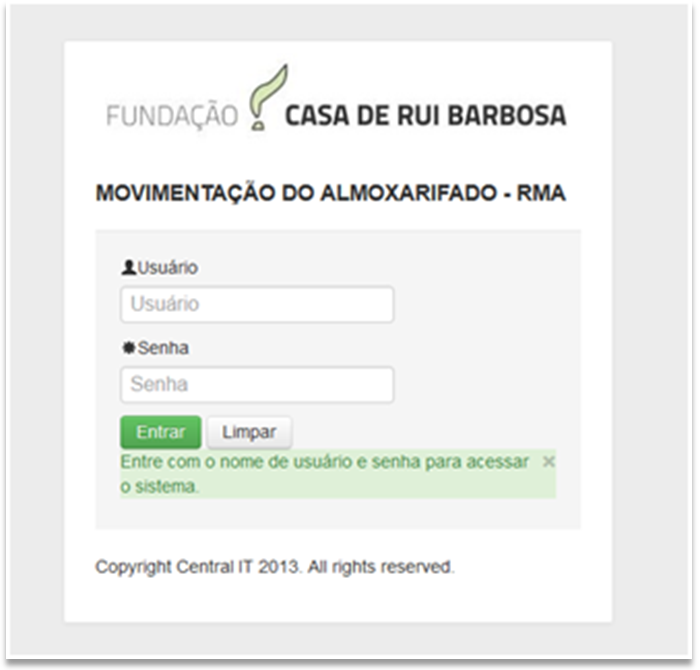 FUNDAÇÃO CASA DE RUI BARBOSA
MOVIMENTAÇÃO DO ALMOXARIFADO - RMA
Usuário
Usuário
Senha
Senha
Entrar Limpar
Entre com o nome de usuário e senha para acessar ×
o sistema.
Copyright Central IT 2013. All rights reserved.